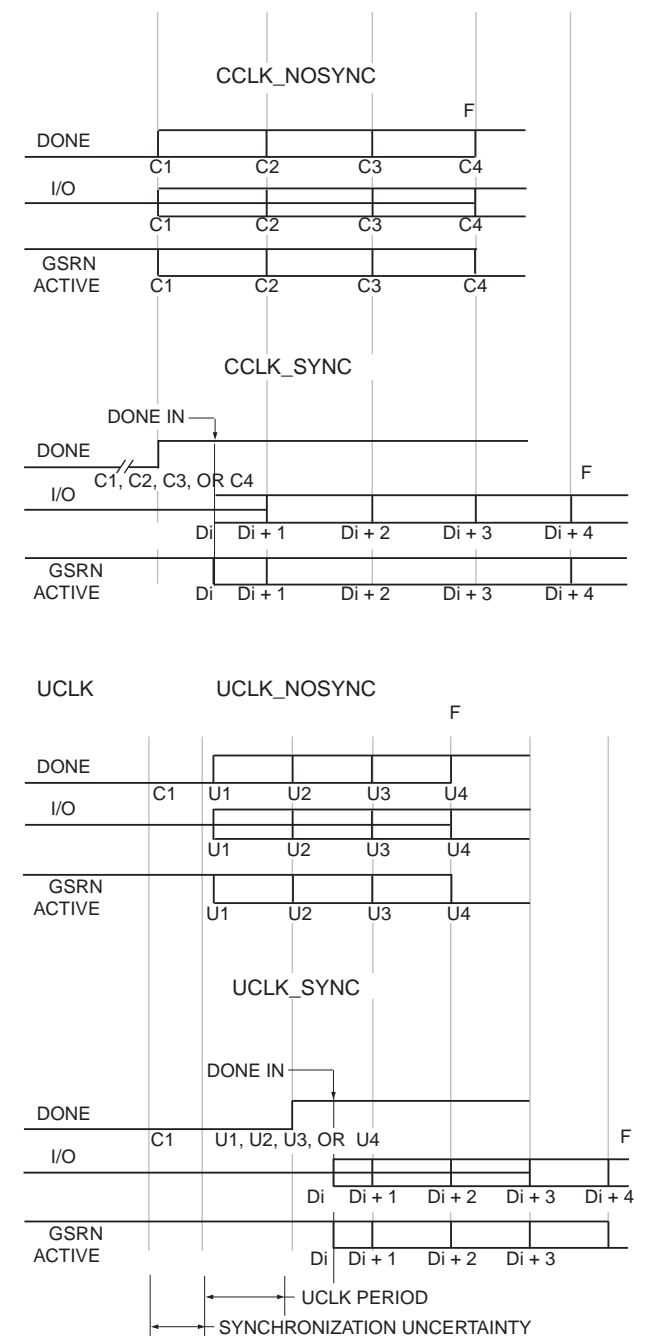 CCLK_NOSYNC
F
DONE
C1 C2 C3 C4
I/O
C1 C2 C3 C4
GSRN
ACTIVE
C1 C2 C3 C4
CCLK_SYNC
DONE IN
DONE
C1, C2, C3, OR C4
F
I/O
Di Di + 1 Di + 2 Di + 3 Di + 4
GSRN
ACTIVE
Di Di + 1 Di + 2 Di + 3 Di + 4
UCLK UCLK_NOSYNC
F
DONE
C1 U1 U2 U3 U4
I/O
U1 U2 U3 U4
GSRN
ACTIVE
U1 U2 U3 U4
UCLK_SYNC
DONE IN
DONE
C1 U1, U2, U3, OR U4 F
I/O
Di Di + 1 Di + 2 Di + 3 Di + 4
GSRN
ACTIVE
Di Di + 1 Di + 2 Di + 3
UCLK PERIOD
SYNCHRONIZATION UNCERTAINTY